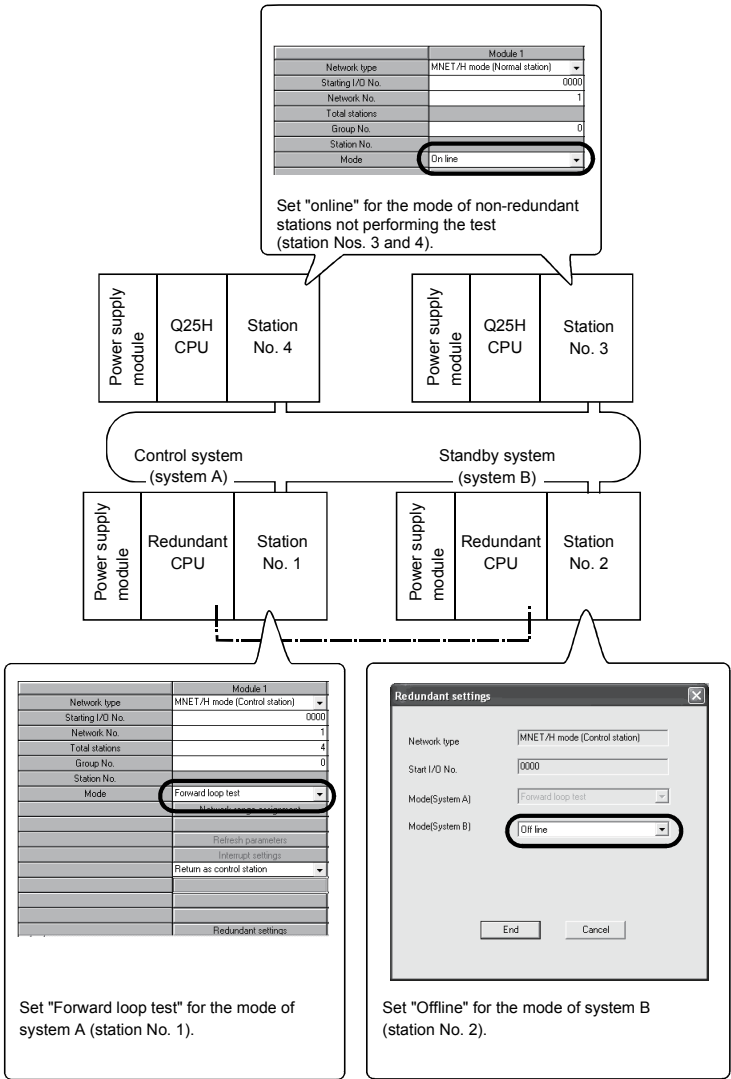 Module 1
Network type MNET/H mode (Normal station)
Starting I/O No. 0000
Network No. 1
Total stations
Group No. 0
Station No.
Mode On line
Set "online" for the mode of non-redundant
stations not performing the test
(station Nos. 3 and 4).
Power supply
module
Q25H
CPU
Station
No. 4
Power supply
module
Q25H
CPU
Station
No. 3
Control system
(system A)
Standby system
(system B)
Power supply
module
Redundant
CPU
Station
No. 1
Power supply
module
Redundant
CPU
Station
No. 2
Module 1
Network type MNET/H mode (Control station)
Starting I/O No. 0000
Network No. 1
Total stations 4
Group No. 0
Station No.
Mode Forward loop test
Network range assignment
Refresh parameters
Interrupt settings
Return as control station
Redundant settings
Set "Forward loop test" for the mode of
system A (station No. 1).
Redundant settings
Network type MNET/H mode (Control station)
Start I/O No. 0000
Mode(System A) Forward loop test
Mode(System B) Off line
End Cancel
Set "Offline" for the mode of system B
(station No. 2).